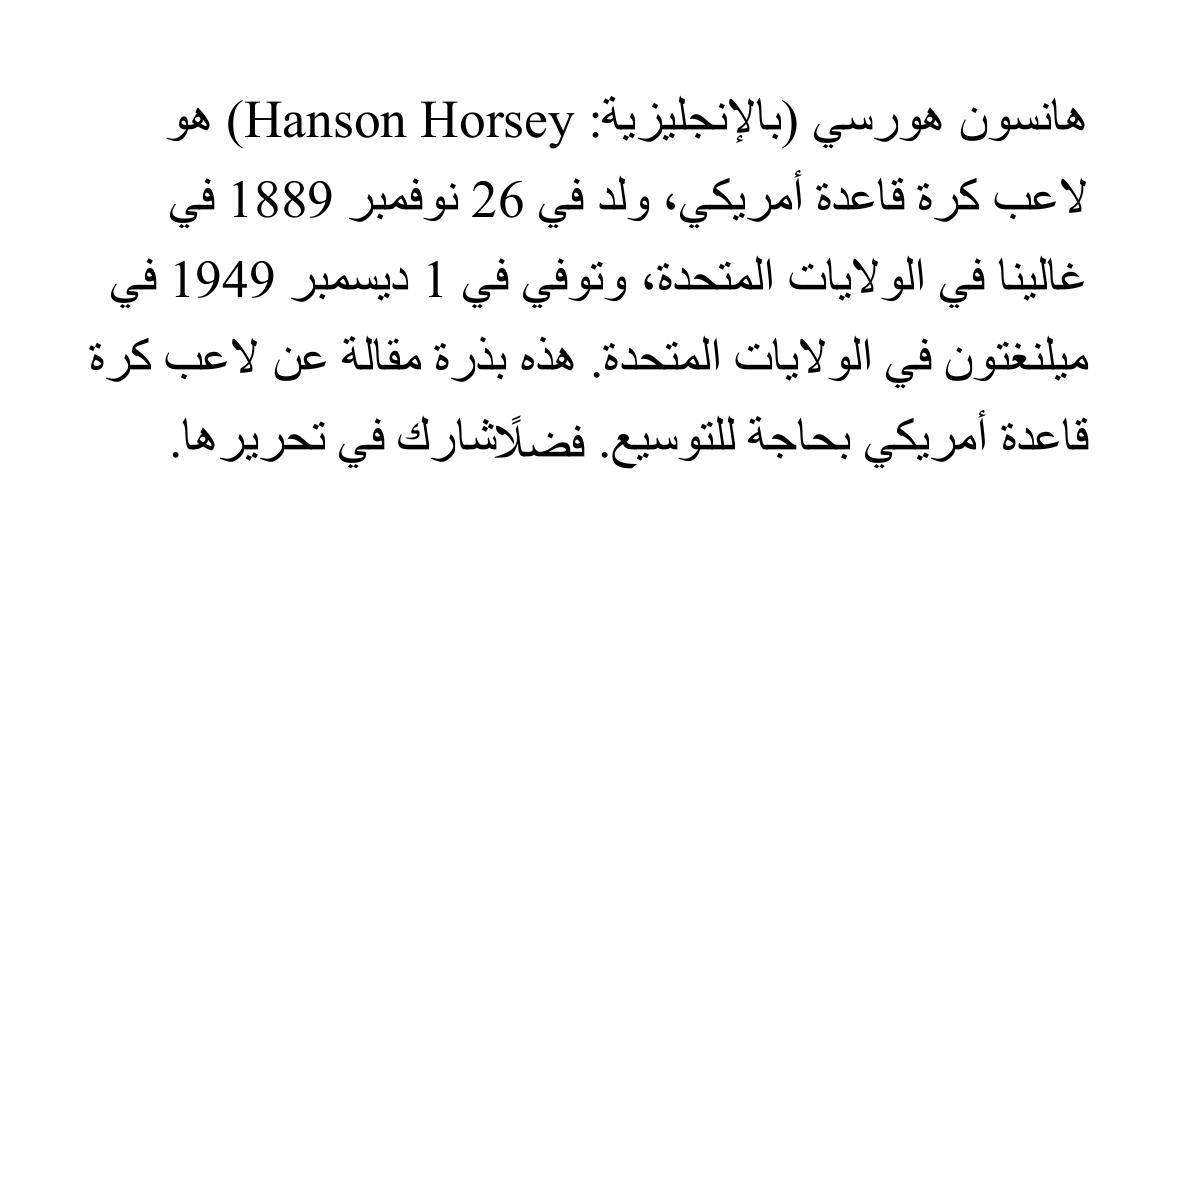 هانسون هورسي (بالإنجليزية: Hanson Horsey) هو
لاعب كرة قاعدة أمريكي، ولد في 26 نوفمبر 1889 في
غالينا في الولايات المتحدة، وتوفي في 1 ديسمبر 1949 في
ميلنغتون في الولايات المتحدة. هذه بذرة مقالة عن لاعب كرة
قاعدة أمريكي بحاجة للتوسيع. فضلًاشارك في تحريرها.